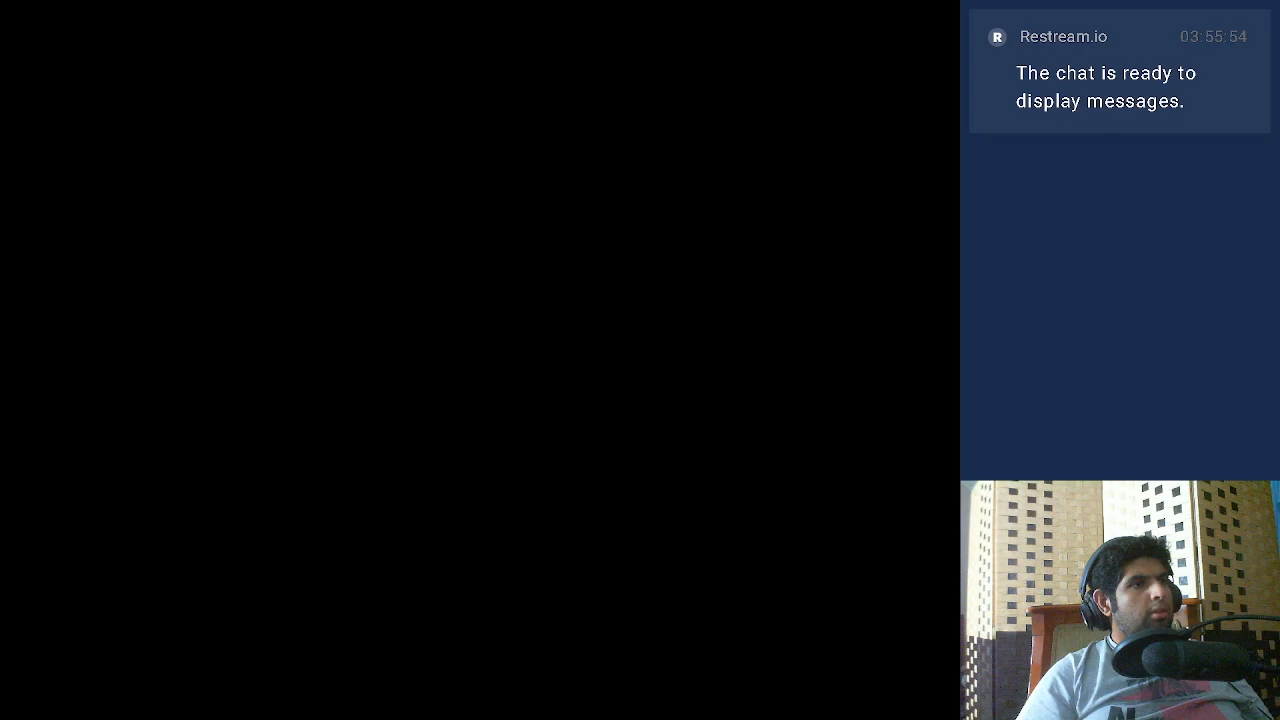 R Restream.io 03:55:54
The chat is ready to
display messages.